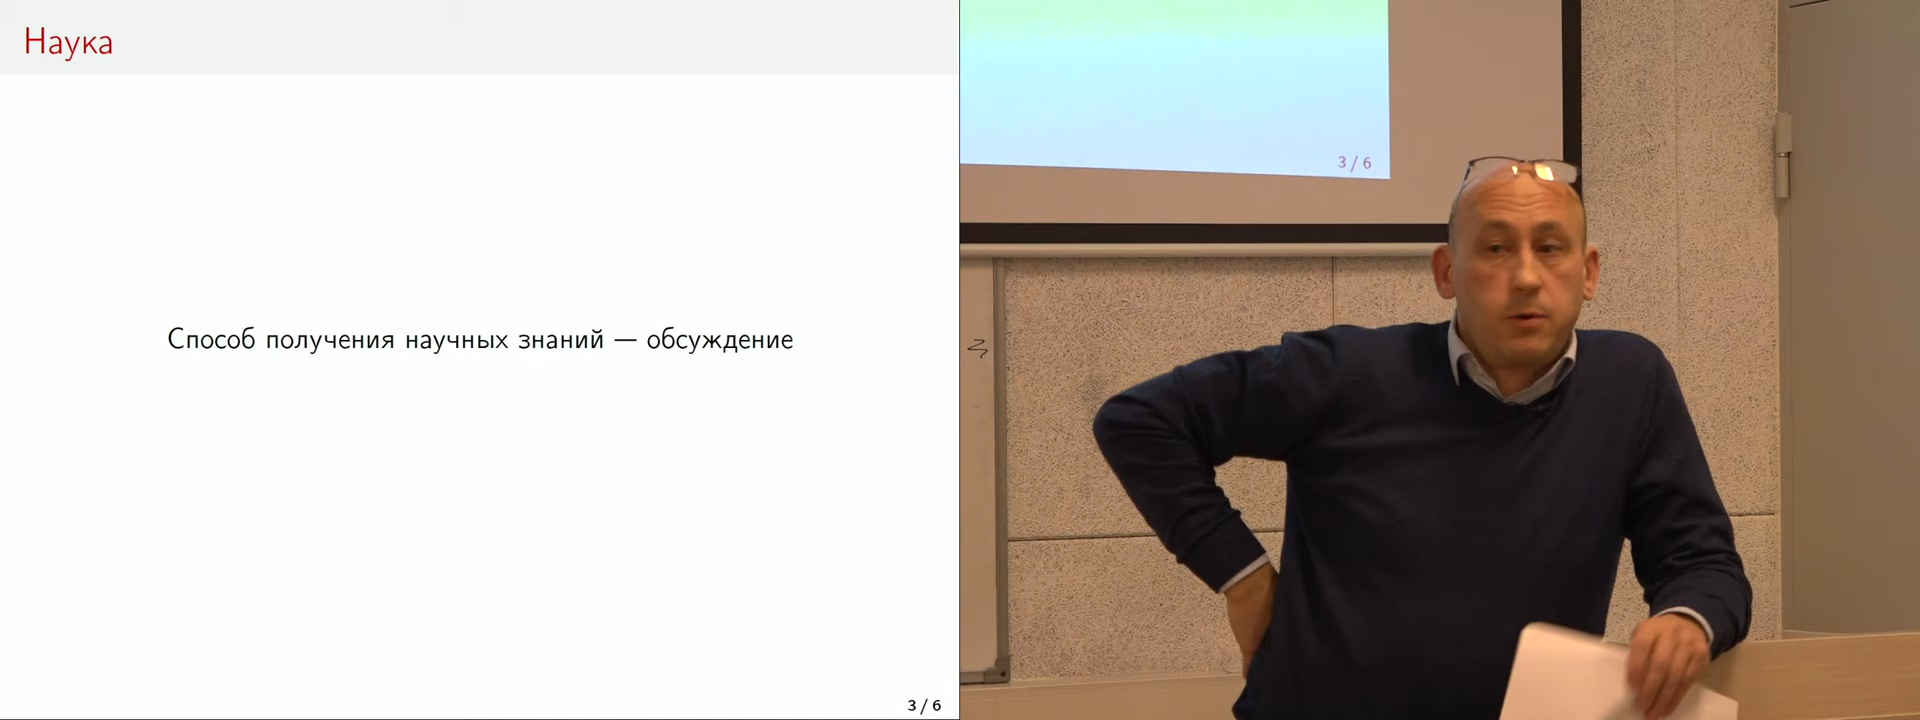 Наука
Способ получения научных знаний — обсуждение
3 / 6
3 / 6